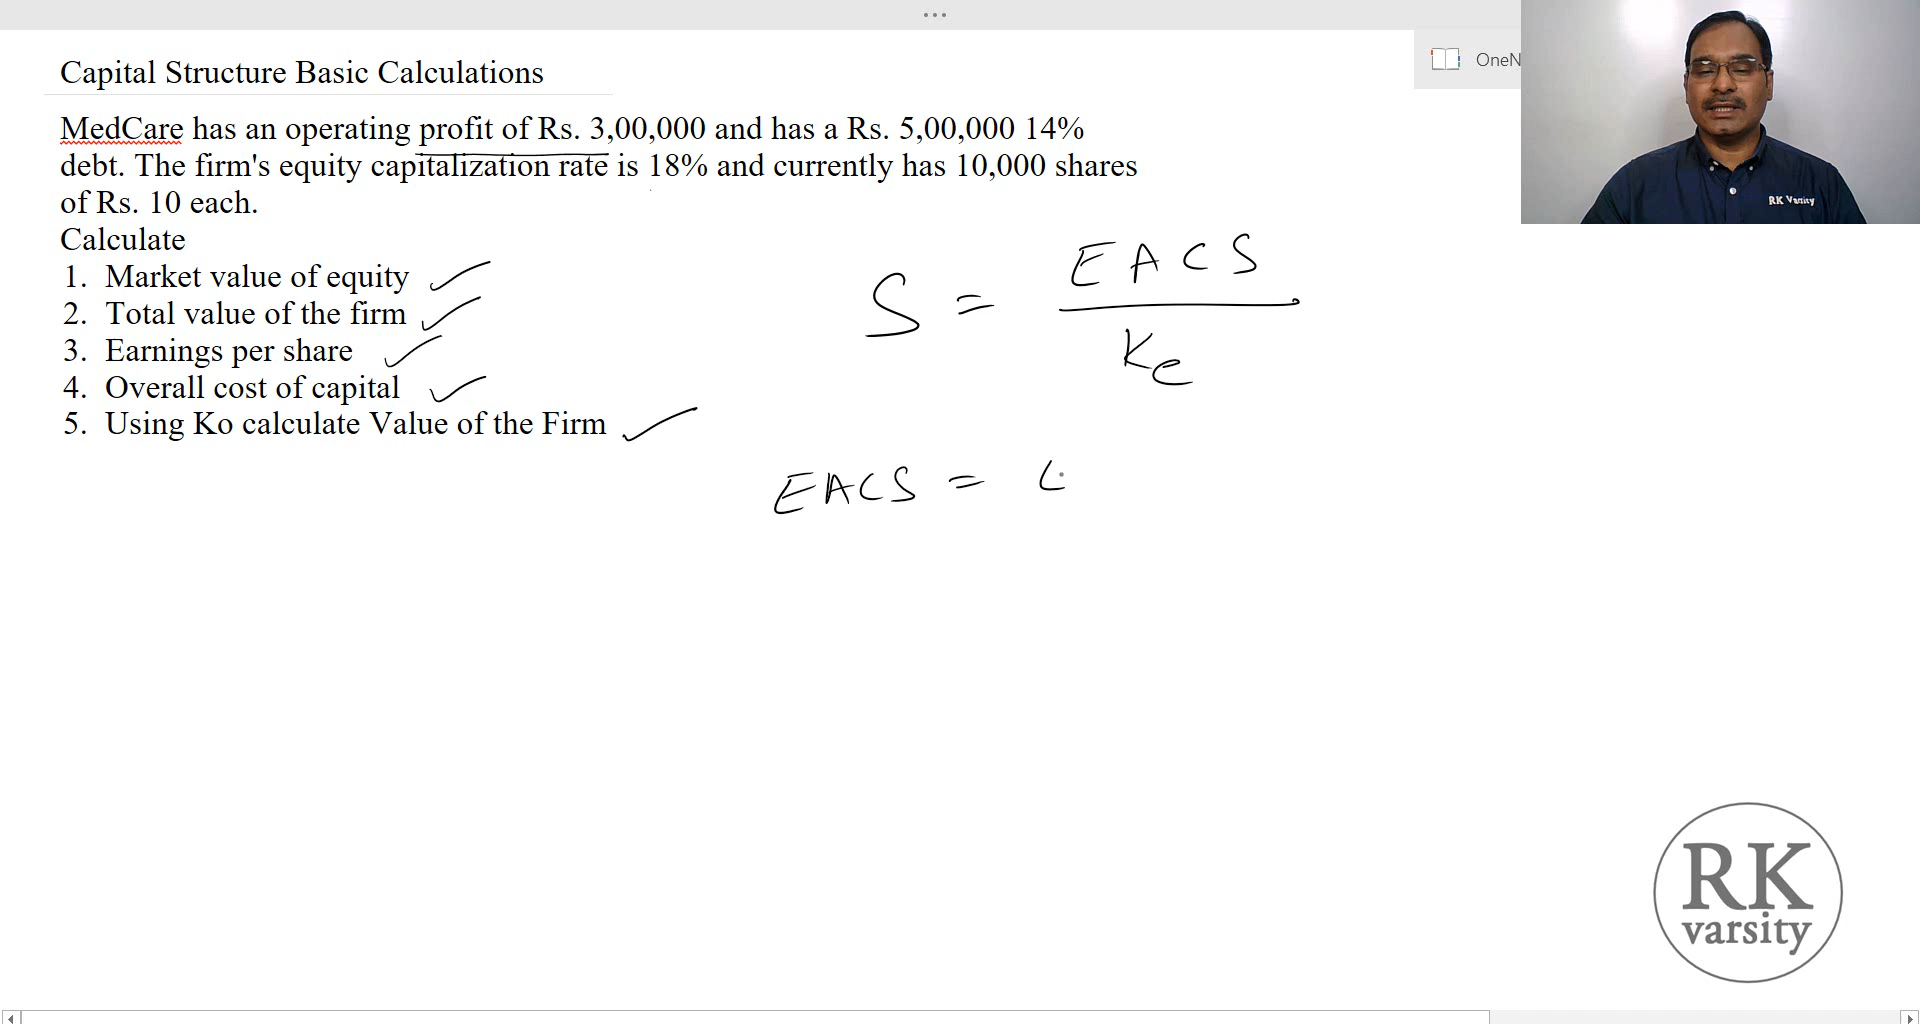 Capital Structure Basic Calculations
OneN
MedCare has an operating profit of Rs. 3,00,000 and has a Rs. 5,00,000 14%
debt. The firm's equity capitalization rate is 18% and currently has 10,000 shares
of Rs. 10 each.
Calculate
1. Market value of equity
2. Total value of the firm
3. Earnings per share
4. Overall cost of capital
5. Using Ko calculate Value of the Firm
RK Varsity
S = EACS
Ke
EACS =
RK
varsity